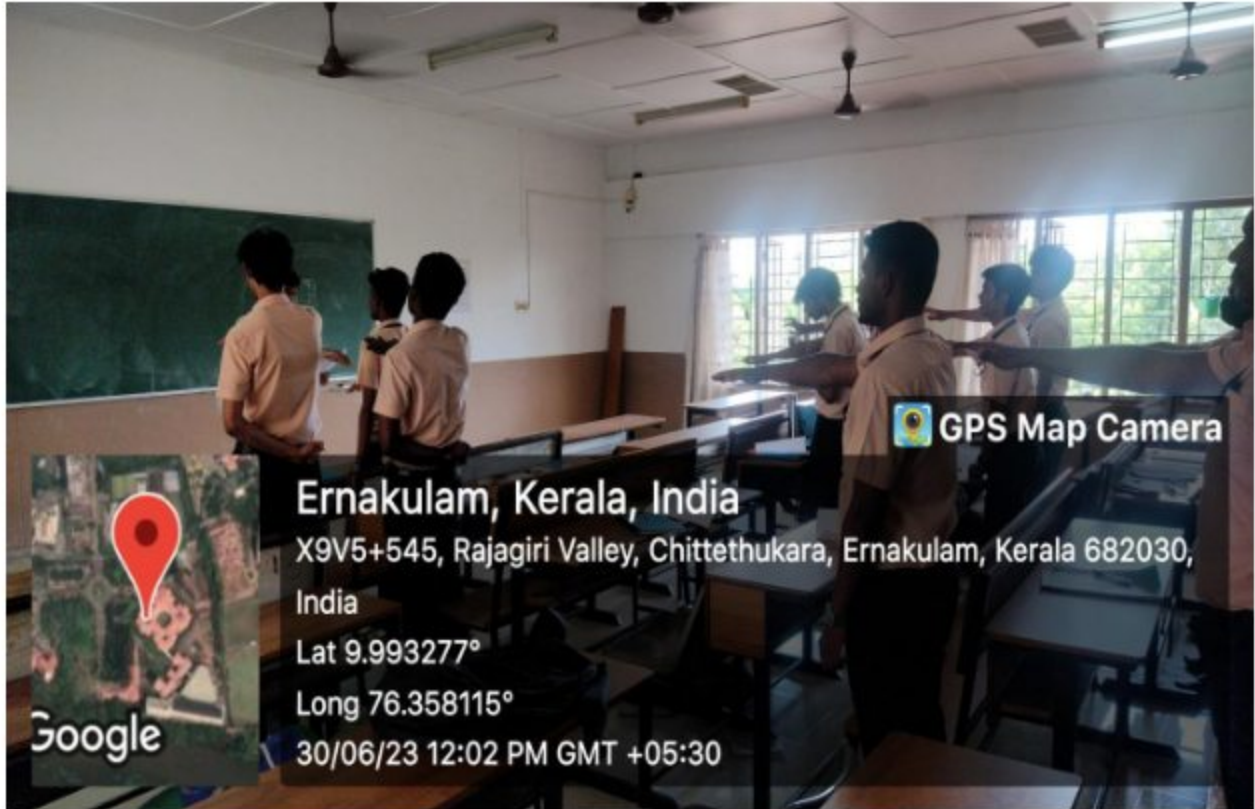 GPS Map Camera
Ernakulam, Kerala, India
X9V5+545, Rajagiri Valley, Chittethukara, Ernakulam, Kerala 682030,
India
Lat 9.993277°
Long 76.358115°
30/06/23 12:02 PM GMT +05:30
Google